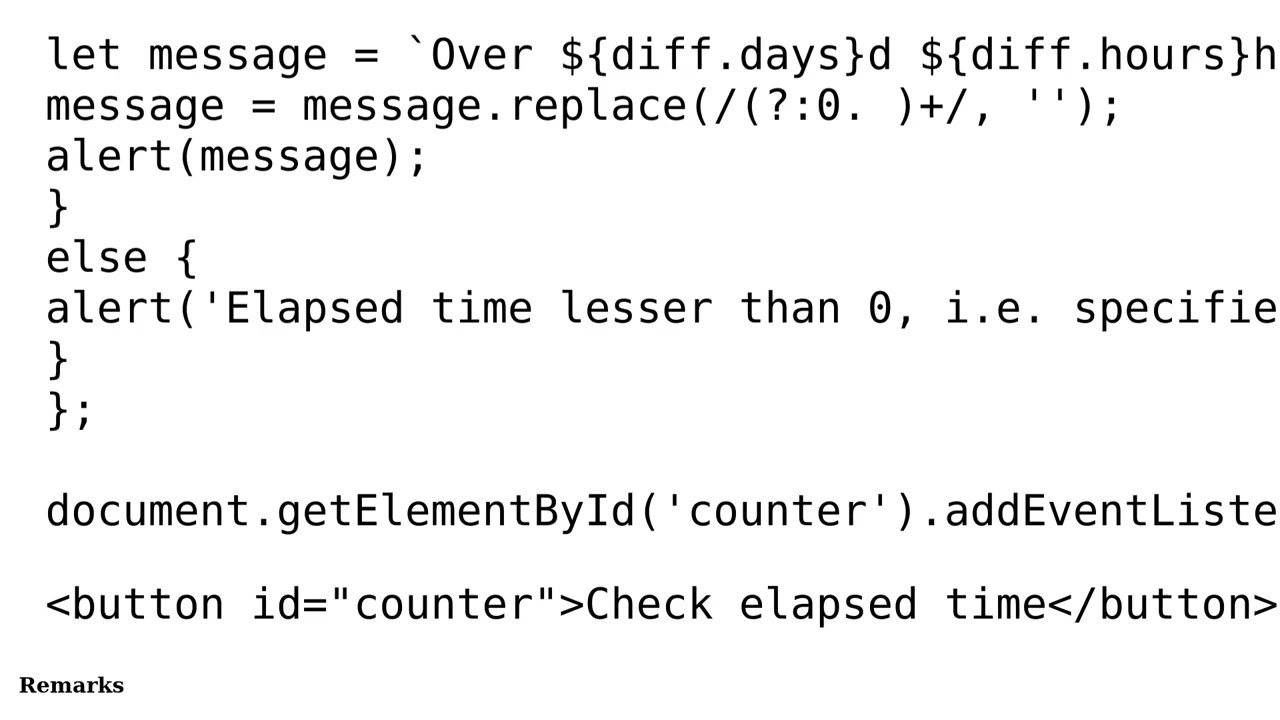 let message = `Over ${diff.days}d ${diff.hours}h
message = message.replace(/(?:0. )+/, '');
alert(message);
}
else {
alert('Elapsed time lesser than 0, i.e. specifie
}
};
document.getElementById('counter').addEventListe
<button id="counter">Check elapsed time</button>
Remarks